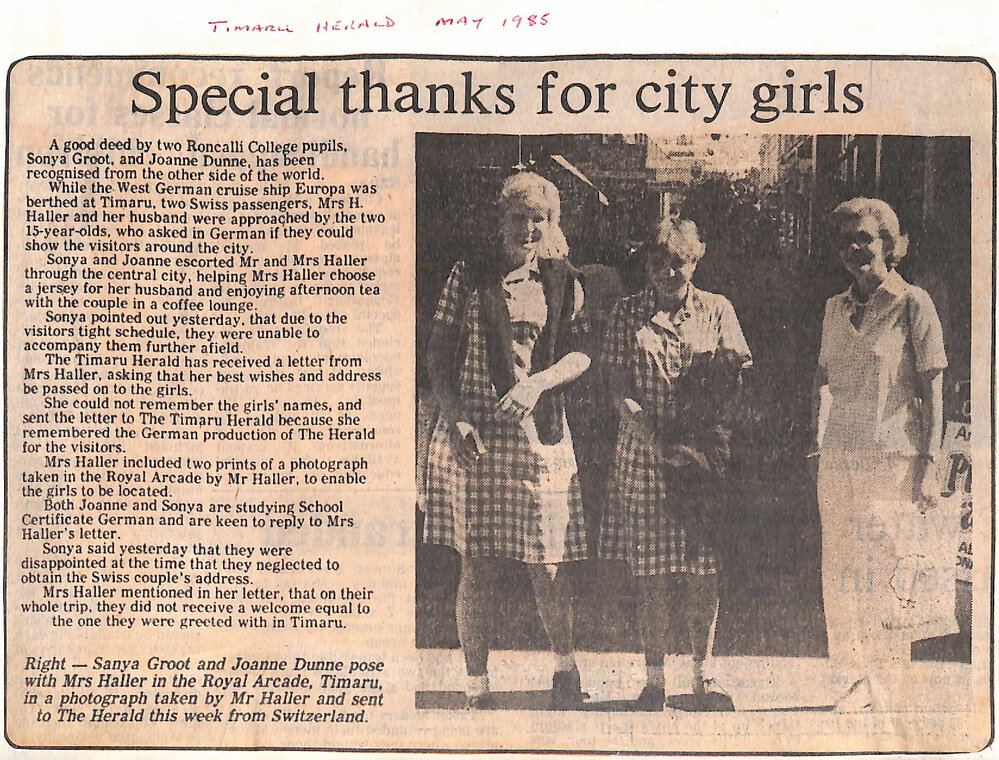 TIMARU HERALD MAY 1985
Special thanks for city girls
A good deed by two Roncalli College pupils,
Sonya Groot, and Joanne Dunne, has been
recognised from the other side of the world.
While the West German cruise ship Europa was
berthed at Timaru, two Swiss passengers, Mrs H.
Haller and her husband were approached by the two
15-year-olds, who asked in German if they could
show the visitors around the city.
Sonya and Joanne escorted Mr and Mrs Haller
through the central city, helping Mrs Haller choose
a jersey for her husband and enjoying afternoon tea
with the couple in a coffee lounge.
Sonya pointed out yesterday, that due to the
visitors tight schedule, they were unable to
accompany them further afield.
The Timaru Herald has received a letter from
Mrs Haller, asking that her best wishes and address
be passed on to the girls.
She could not remember the girls' names, and
sent the letter to The Timaru Herald because she
remembered the German production of The Herald
for the visitors.
Mrs Haller included two prints of a photograph
taken in the Royal Arcade by Mr Haller, to enable
the girls to be located.
Both Joanne and Sonya are studying School
Certificate German and are keen to reply to Mrs
Haller's letter.
Sonya said yesterday that they were
disappointed at the time that they neglected to
obtain the Swiss couple's address.
Mrs Haller mentioned in her letter, that on their
whole trip, they did not receive a welcome equal to
the one they were greeted with in Timaru.
Right — Sanya Groot and Joanne Dunne pose
with Mrs Haller in the Royal Arcade, Timaru,
in a photograph taken by Mr Haller and sent
to The Herald this week from Switzerland.